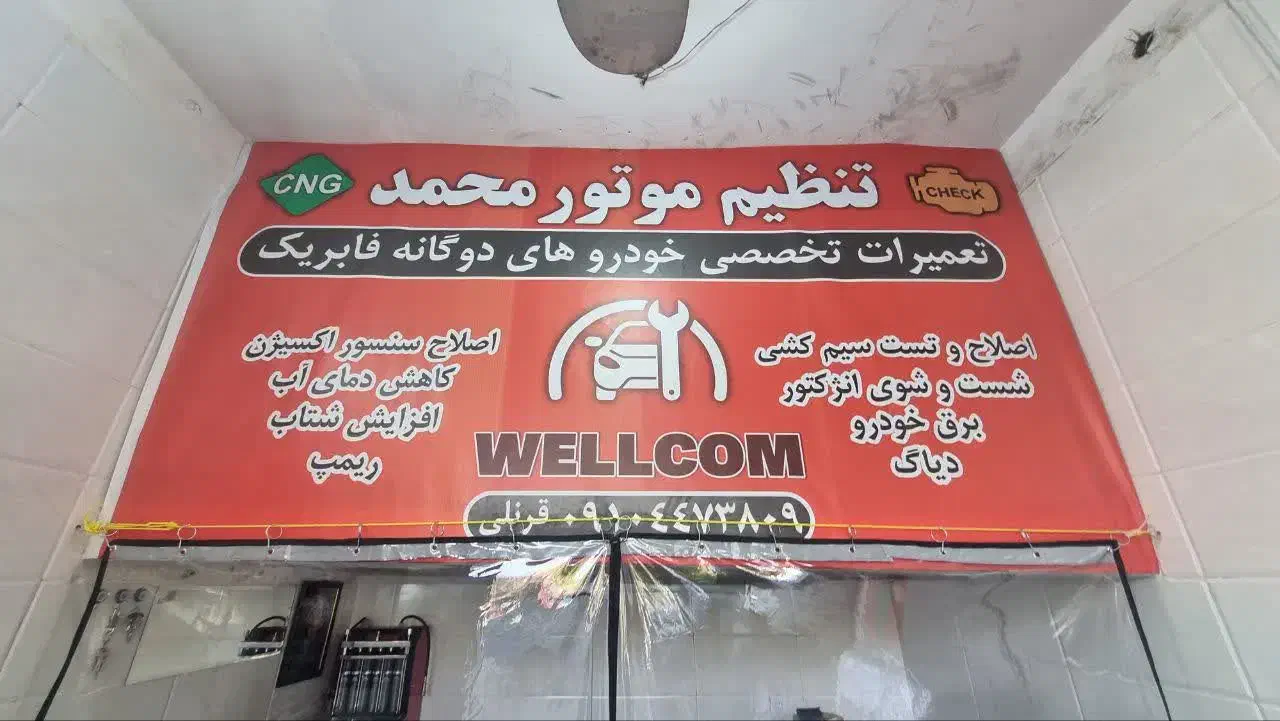 CNG
تنظیم موتور محمد
CHECK
تعمیرات تخصصی خودرو های دوگانه فابریک
اصلاح و تست سیم کشی
شست و شوی انژکتور
برق خودرو
دیاگ
اصلاح سنسور اکسیژن
کاهش دمای آب
افزایش شتاب
ریمپ
WELLCOM
۰۹۱۰۴۴۷۳۸۰۹ قرنلی